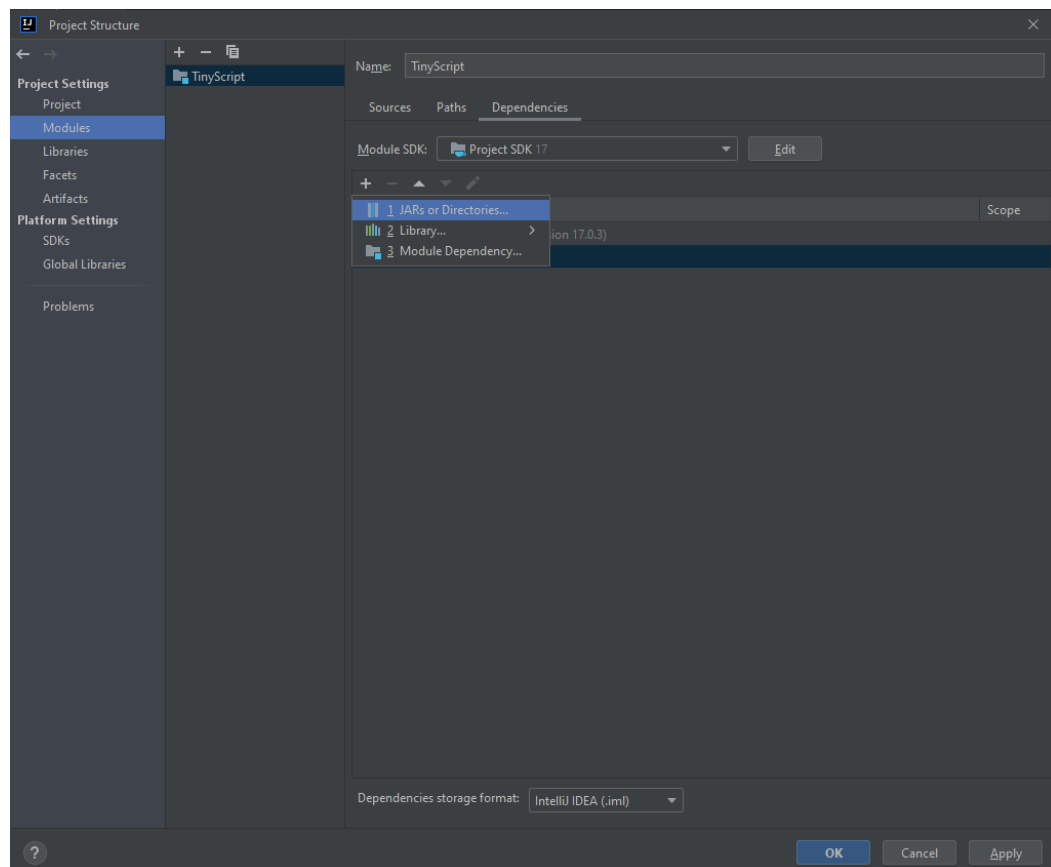 Project Structure
Project Settings
Project
Modules
Libraries
Facets
Artifacts
Platform Settings
SDKs
Global Libraries
Problems
TinyScript
Name: TinyScript
Sources Paths Dependencies
Module SDK: Project SDK 17 Edit
1 JARs or Directories... Scope
2 Library... ion 17.0.3)
3 Module Dependency...
Dependencies storage format: IntelliJ IDEA (.iml)
? OK Cancel Apply